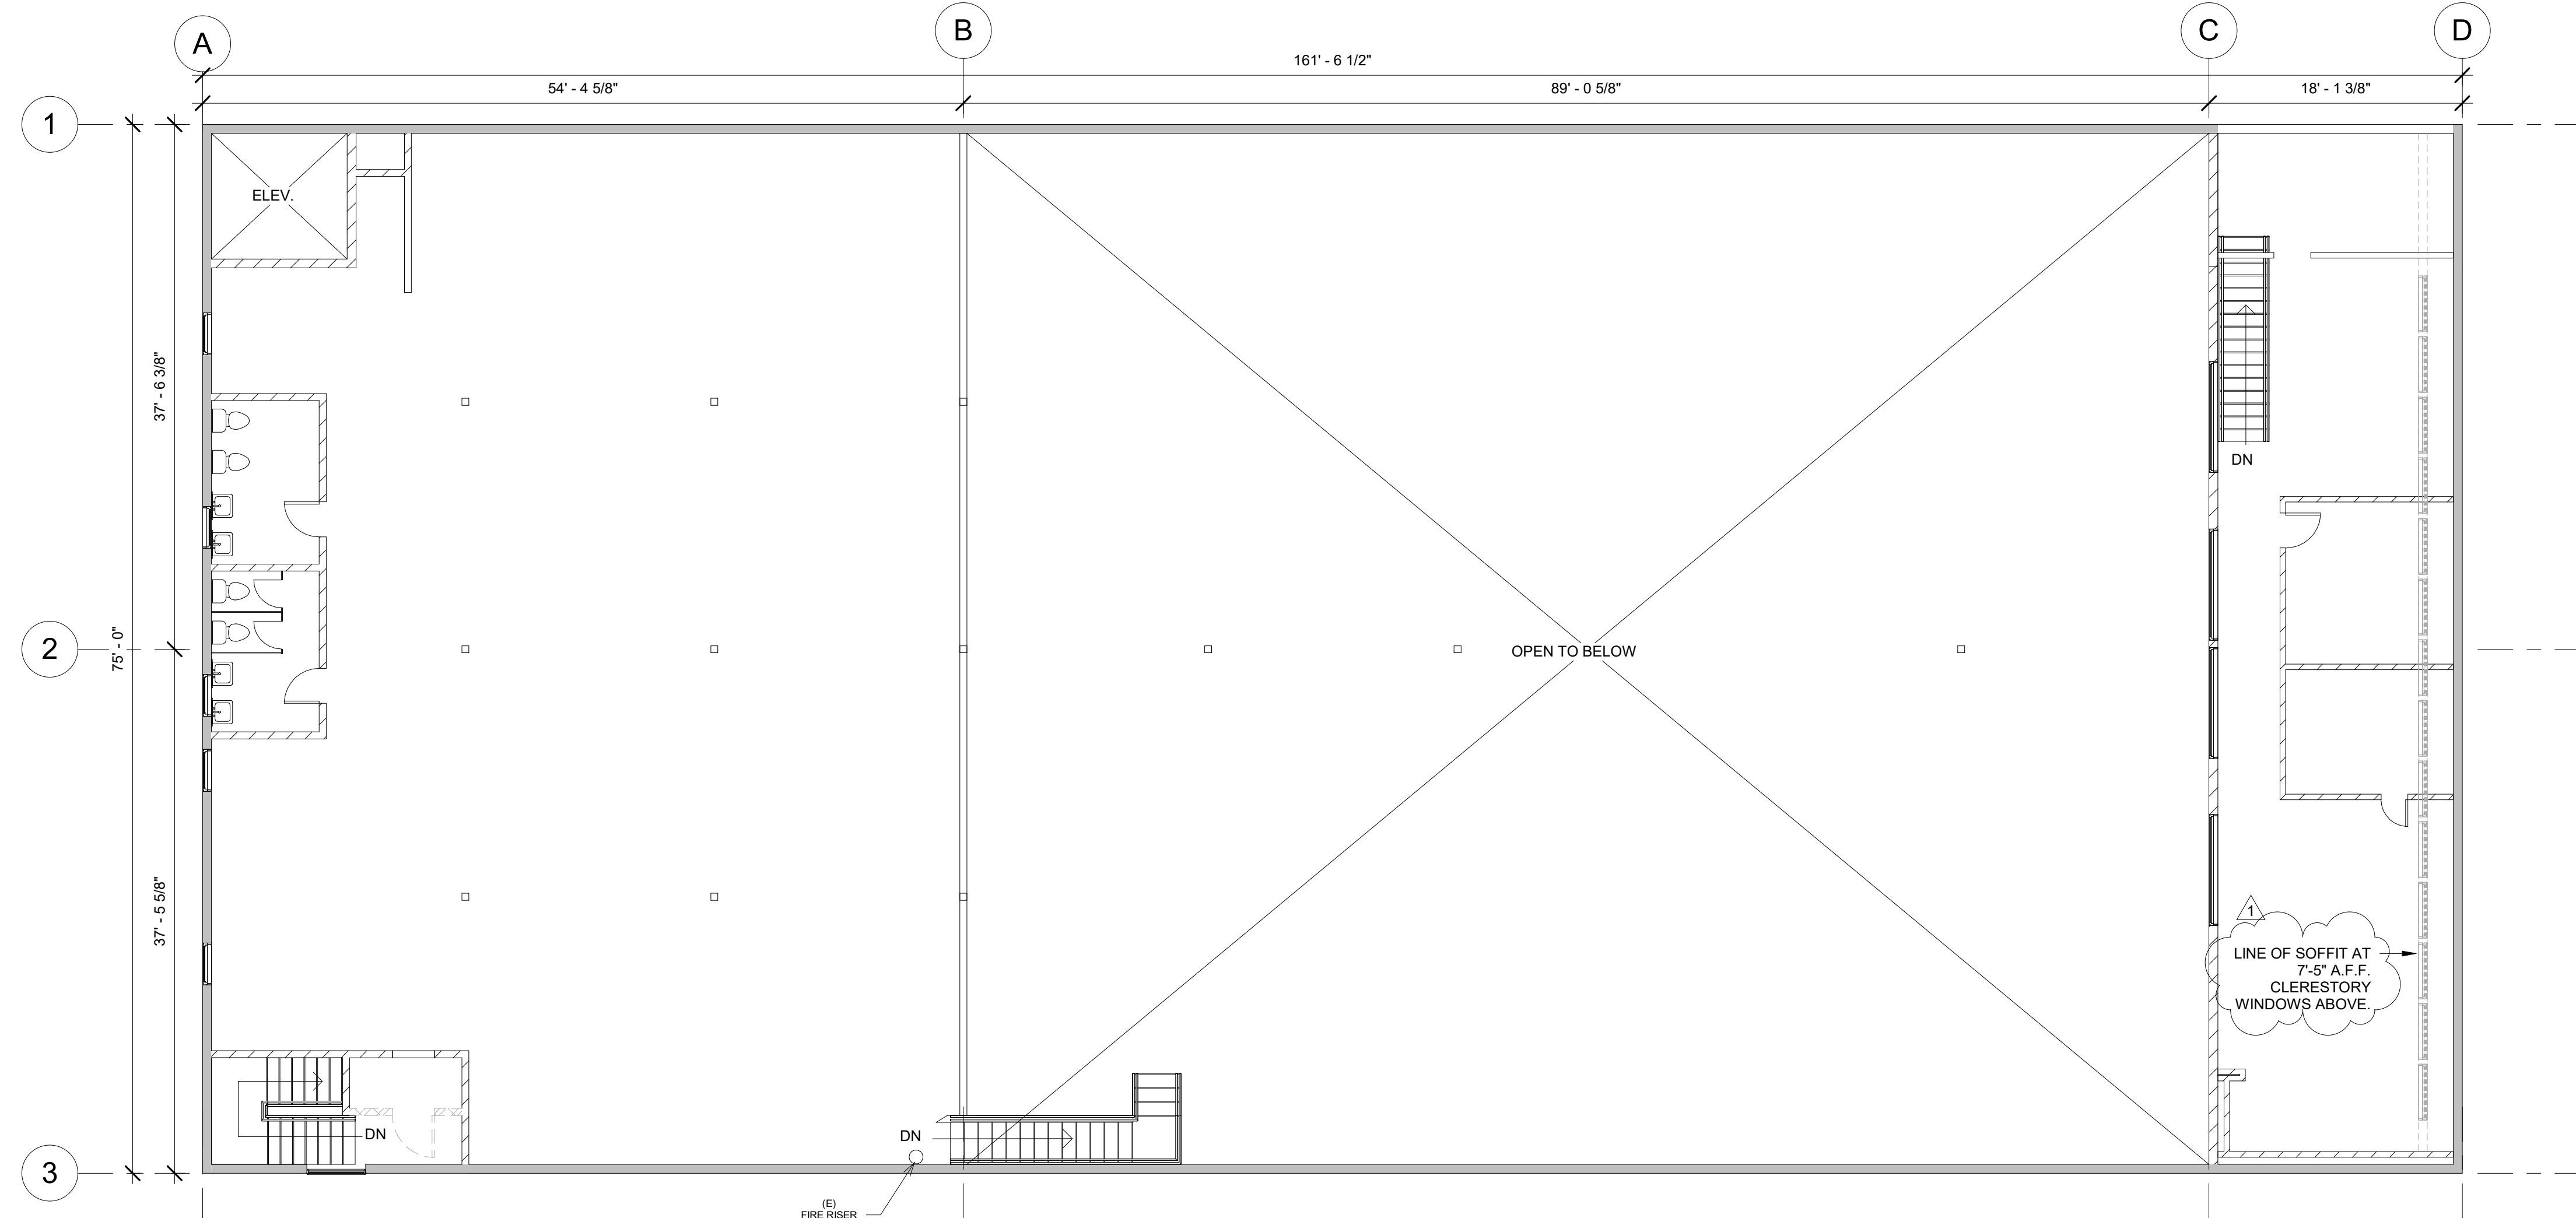 A
B
C
D
161' - 6 1/2"
54' - 4 5/8"
89' - 0 5/8"
18' - 1 3/8"
1
ELEV.
37' - 6 3/8"
DN
2
75' - 0"
OPEN TO BELOW
37' - 5 5/8"
1
LINE OF SOFFIT AT
7'-5" A.F.F.
CLERESTORY
WINDOWS ABOVE.
DN
DN
3
(E)
FIRE RISER